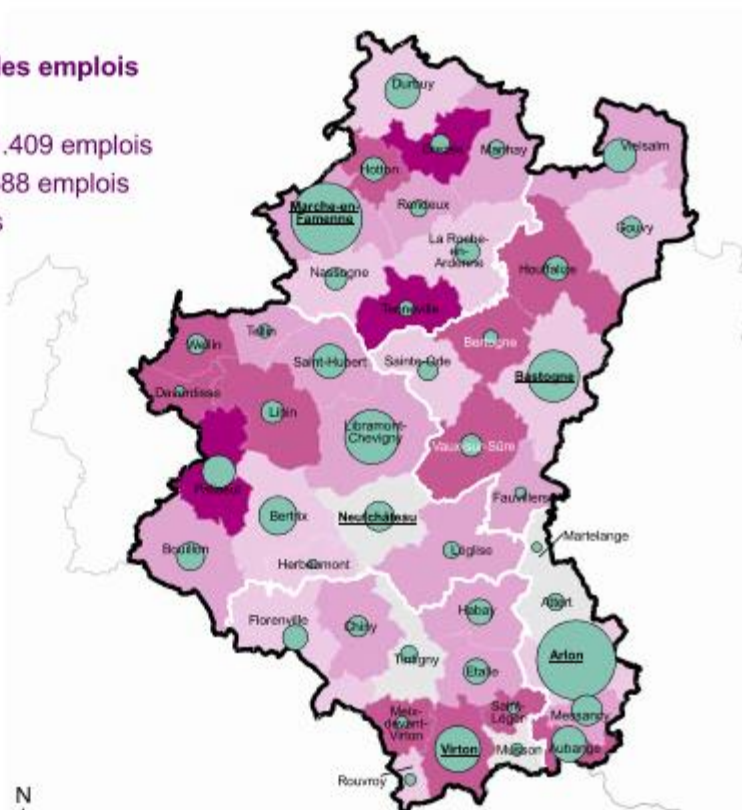 les emplois
.409 emplois
88 emplois
s
Durbuy
Manhay
Vielsalm
Hotton
Marche-en-
Famenne
Rendeux
Gouvy
La Roche-
en-
Ardenne
Nassogne
Houffalize
Tenneville
Wellin
Tellin
Bertogne
Saint-Hubert
Sainte-Ode
Bastogne
Daverdisse
Libin
Libramont-
Chevigny
Vaux-sur-Sûre
Fauvillers
Bertrix
Neufchâteau
Martelange
Bouillon
Léglise
Herbeumont
Attert
Florenville
Chiny
Habay
Tintigny
Arlon
Etalle
Meix-
devant-
Virton
Saint-
Léger
Messancy
Virton
Musson
Aubange
Rouvroy
N